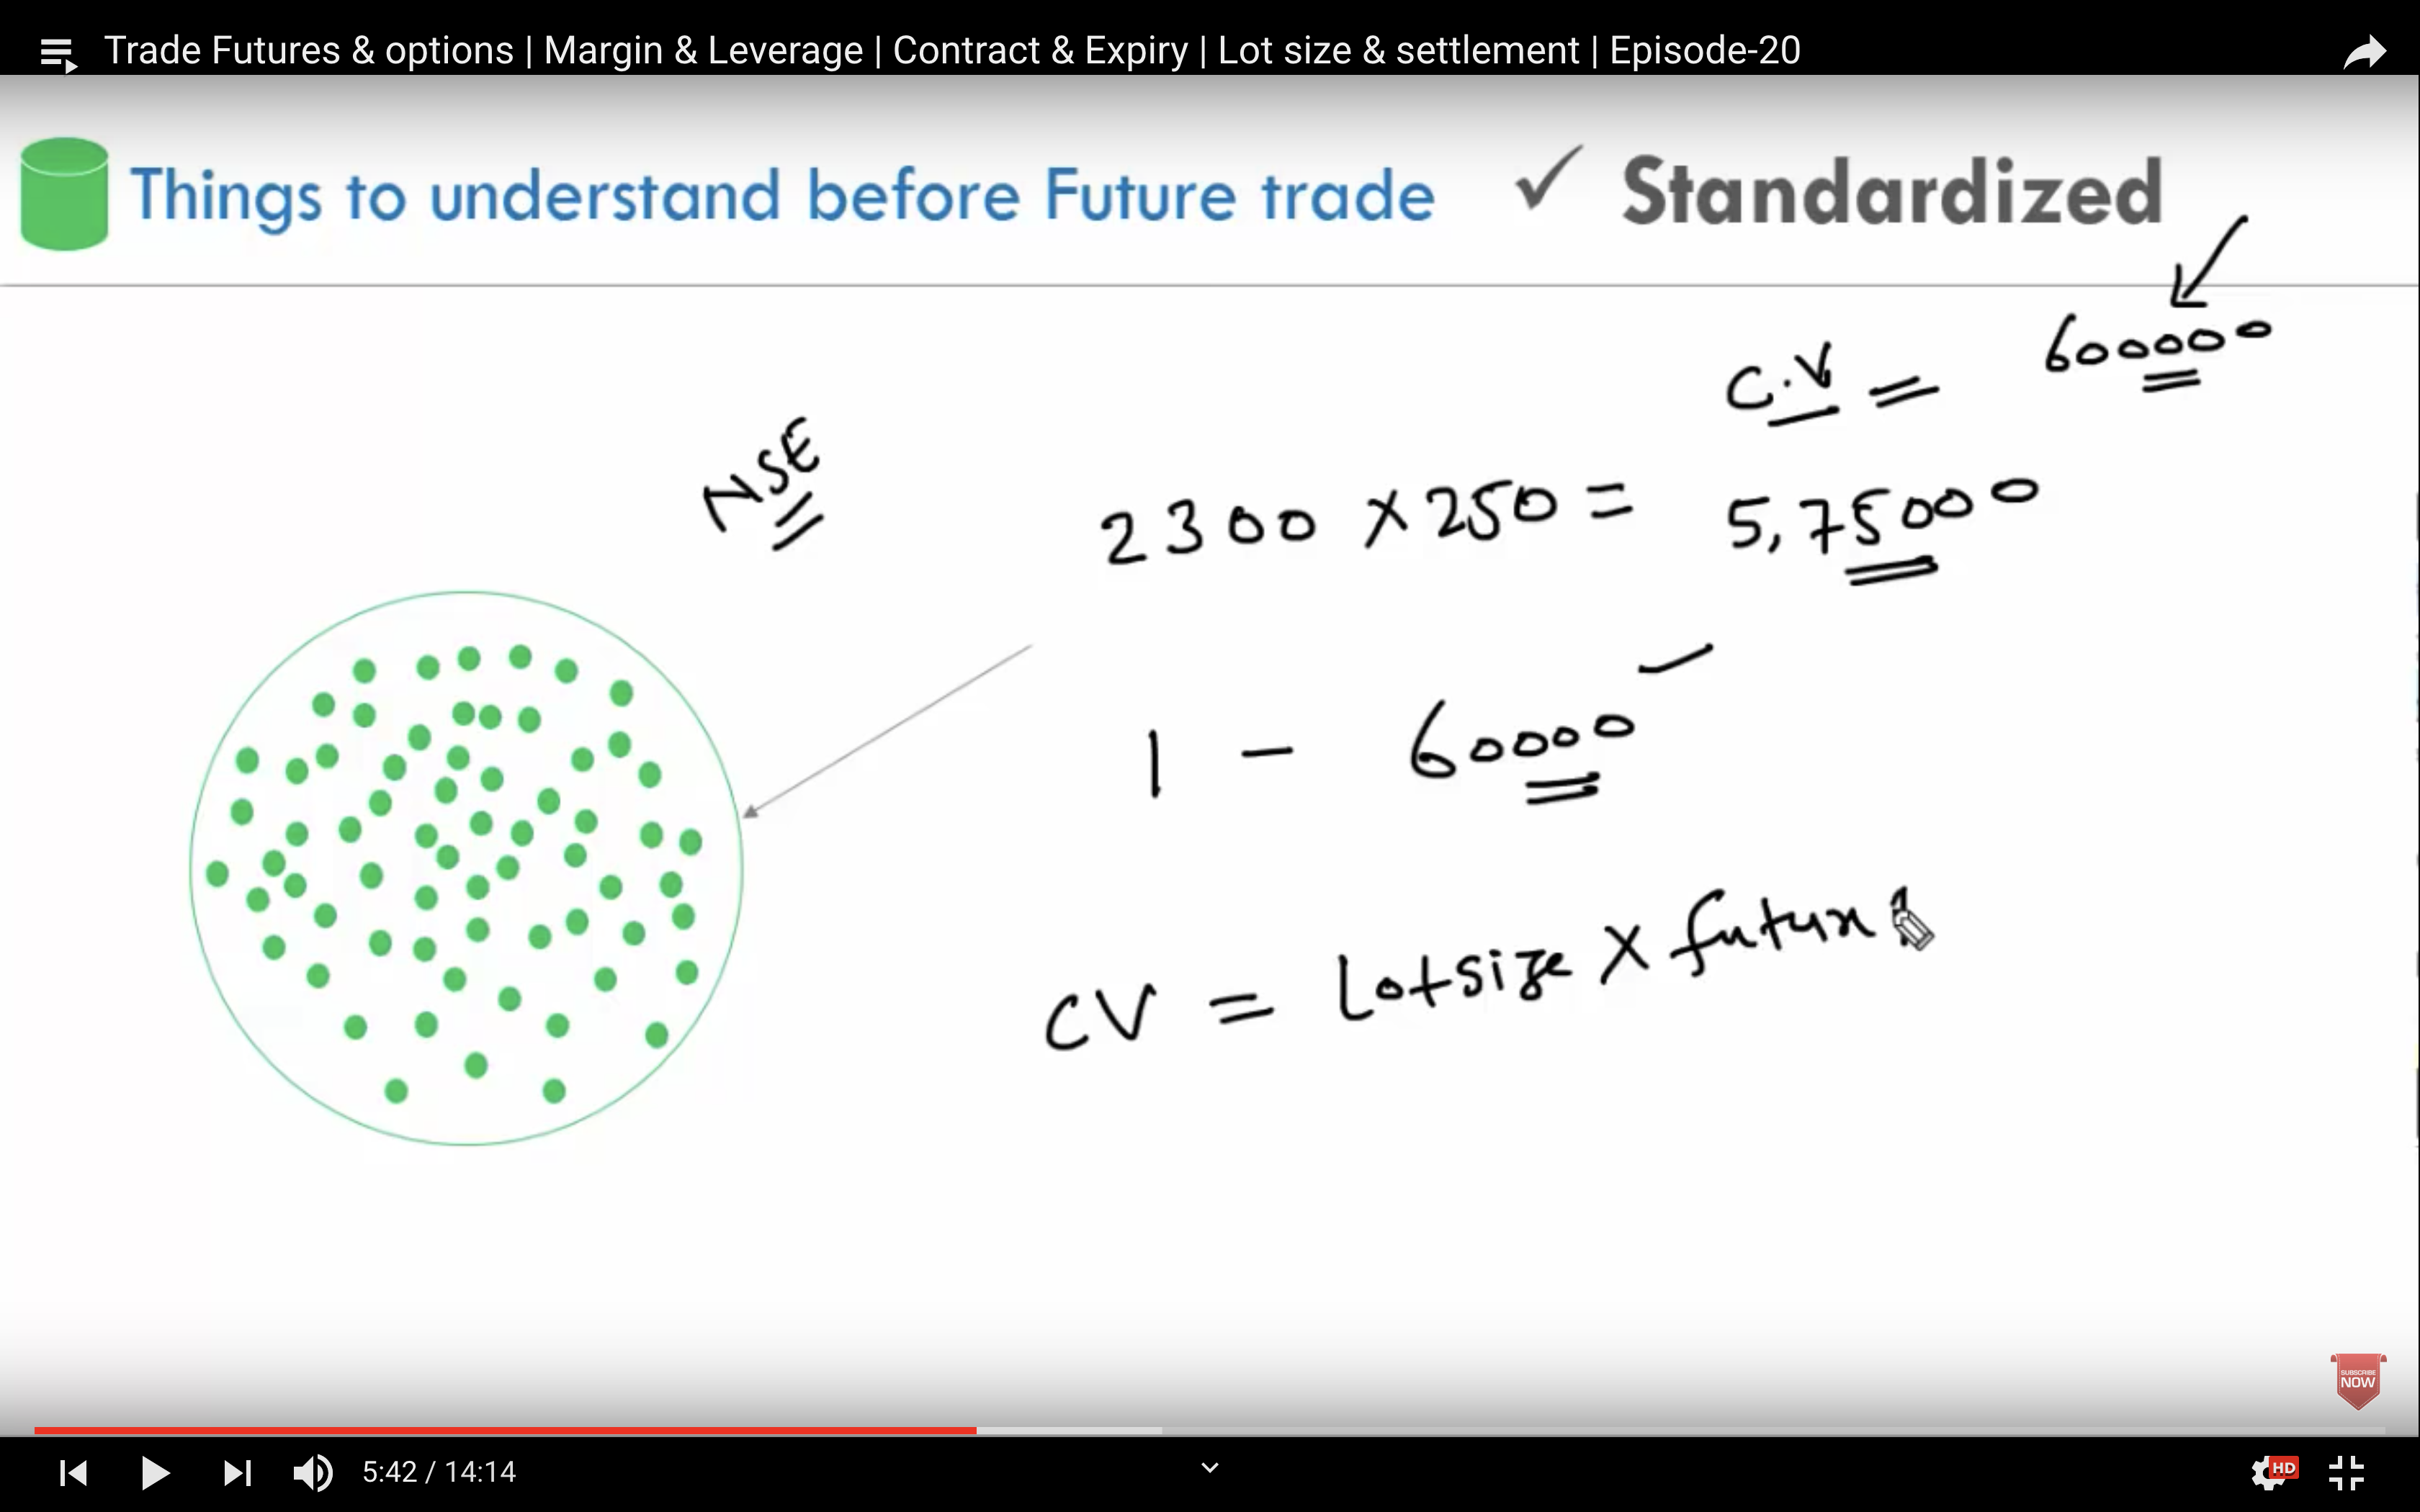 Trade Futures & options | Margin & Leverage | Contract & Expiry | Lot size & settlement | Episode-20
Things to understand before Future trade ✓ Standardized
C.V = 600000
NSE
2300 X 250 = 5,75000
1 - 60000
CV = Lotsize X futur
SUBSCRIBE
NOW
5:42 / 14:14
HD